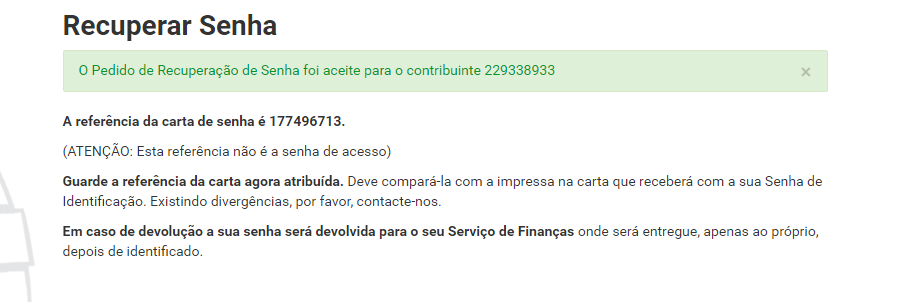 Recuperar Senha
O Pedido de Recuperação de Senha foi aceite para o contribuinte 229338933 ×
A referência da carta de senha é 177496713.
(ATENÇÃO: Esta referência não é a senha de acesso)
Guarde a referência da carta agora atribuída. Deve compará-la com a impressa na carta que receberá com a sua Senha de
Identificação. Existindo divergências, por favor, contacte-nos.
Em caso de devolução a sua senha será devolvida para o seu Serviço de Finanças onde será entregue, apenas ao próprio,
depois de identificado.